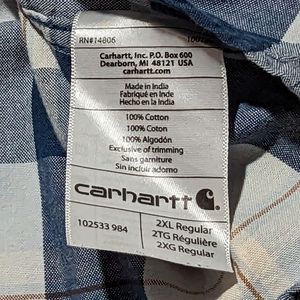 RN#14806
Carhartt, Inc. P.O. Box 600
Dearborn, MI 48121 USA
carhartt.com
Made in India
Fabriqué en Inde
Hecho en la India
100% Cotton
100% Coton
100% Algodón
Exclusive of trimming
Sans garniture
Sin incluir adorno
carhartt
102533 984
2XL Regular
2TG Régulière
2XG Regular